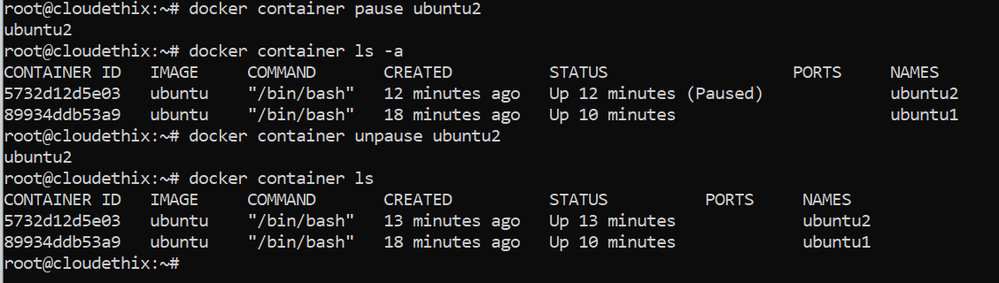 root@cloudethix:~# docker container pause ubuntu2
ubuntu2
root@cloudethix:~# docker container ls -a
CONTAINER ID   IMAGE     COMMAND       CREATED          STATUS                   PORTS     NAMES
5732d12d5e03   ubuntu    "/bin/bash"   12 minutes ago   Up 12 minutes (Paused)             ubuntu2
89934ddb53a9   ubuntu    "/bin/bash"   18 minutes ago   Up 10 minutes                      ubuntu1
root@cloudethix:~# docker container unpause ubuntu2
ubuntu2
root@cloudethix:~# docker container ls
CONTAINER ID   IMAGE     COMMAND       CREATED          STATUS          PORTS     NAMES
5732d12d5e03   ubuntu    "/bin/bash"   13 minutes ago   Up 13 minutes             ubuntu2
89934ddb53a9   ubuntu    "/bin/bash"   18 minutes ago   Up 10 minutes             ubuntu1
root@cloudethix:~#